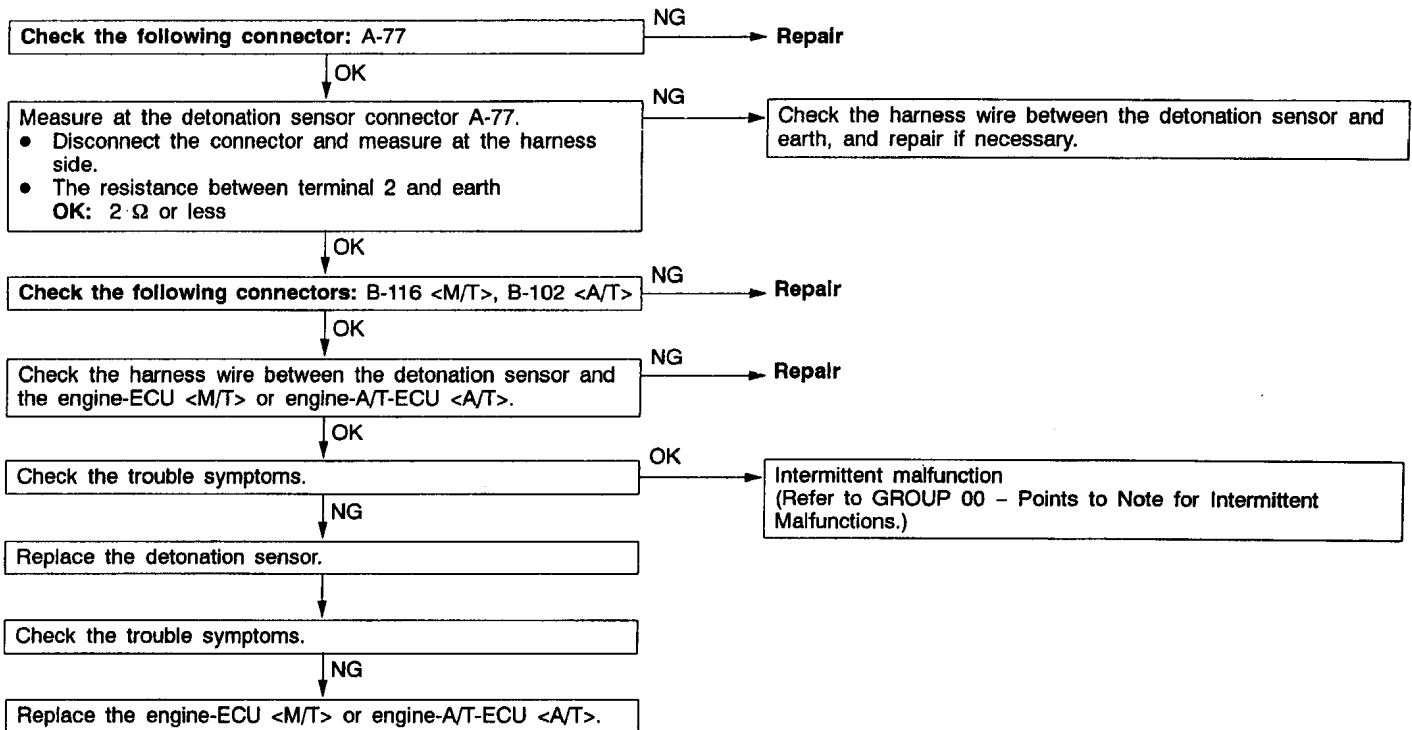 Check the following connector: A-77
NG
Repair
OK
Measure at the detonation sensor connector A-77.
● Disconnect the connector and measure at the harness
side.
● The resistance between terminal 2 and earth
OK: 2 Ω or less
NG
Check the harness wire between the detonation sensor and
earth, and repair if necessary.
OK
Check the following connectors: B-116 <M/T>, B-102 <A/T>
NG
Repair
OK
Check the harness wire between the detonation sensor and
the engine-ECU <M/T> or engine-A/T-ECU <A/T>.
NG
Repair
OK
Check the trouble symptoms.
OK
Intermittent malfunction
(Refer to GROUP 00 – Points to Note for Intermittent
Malfunctions.)
NG
Replace the detonation sensor.
Check the trouble symptoms.
NG
Replace the engine-ECU <M/T> or engine-A/T-ECU <A/T>.